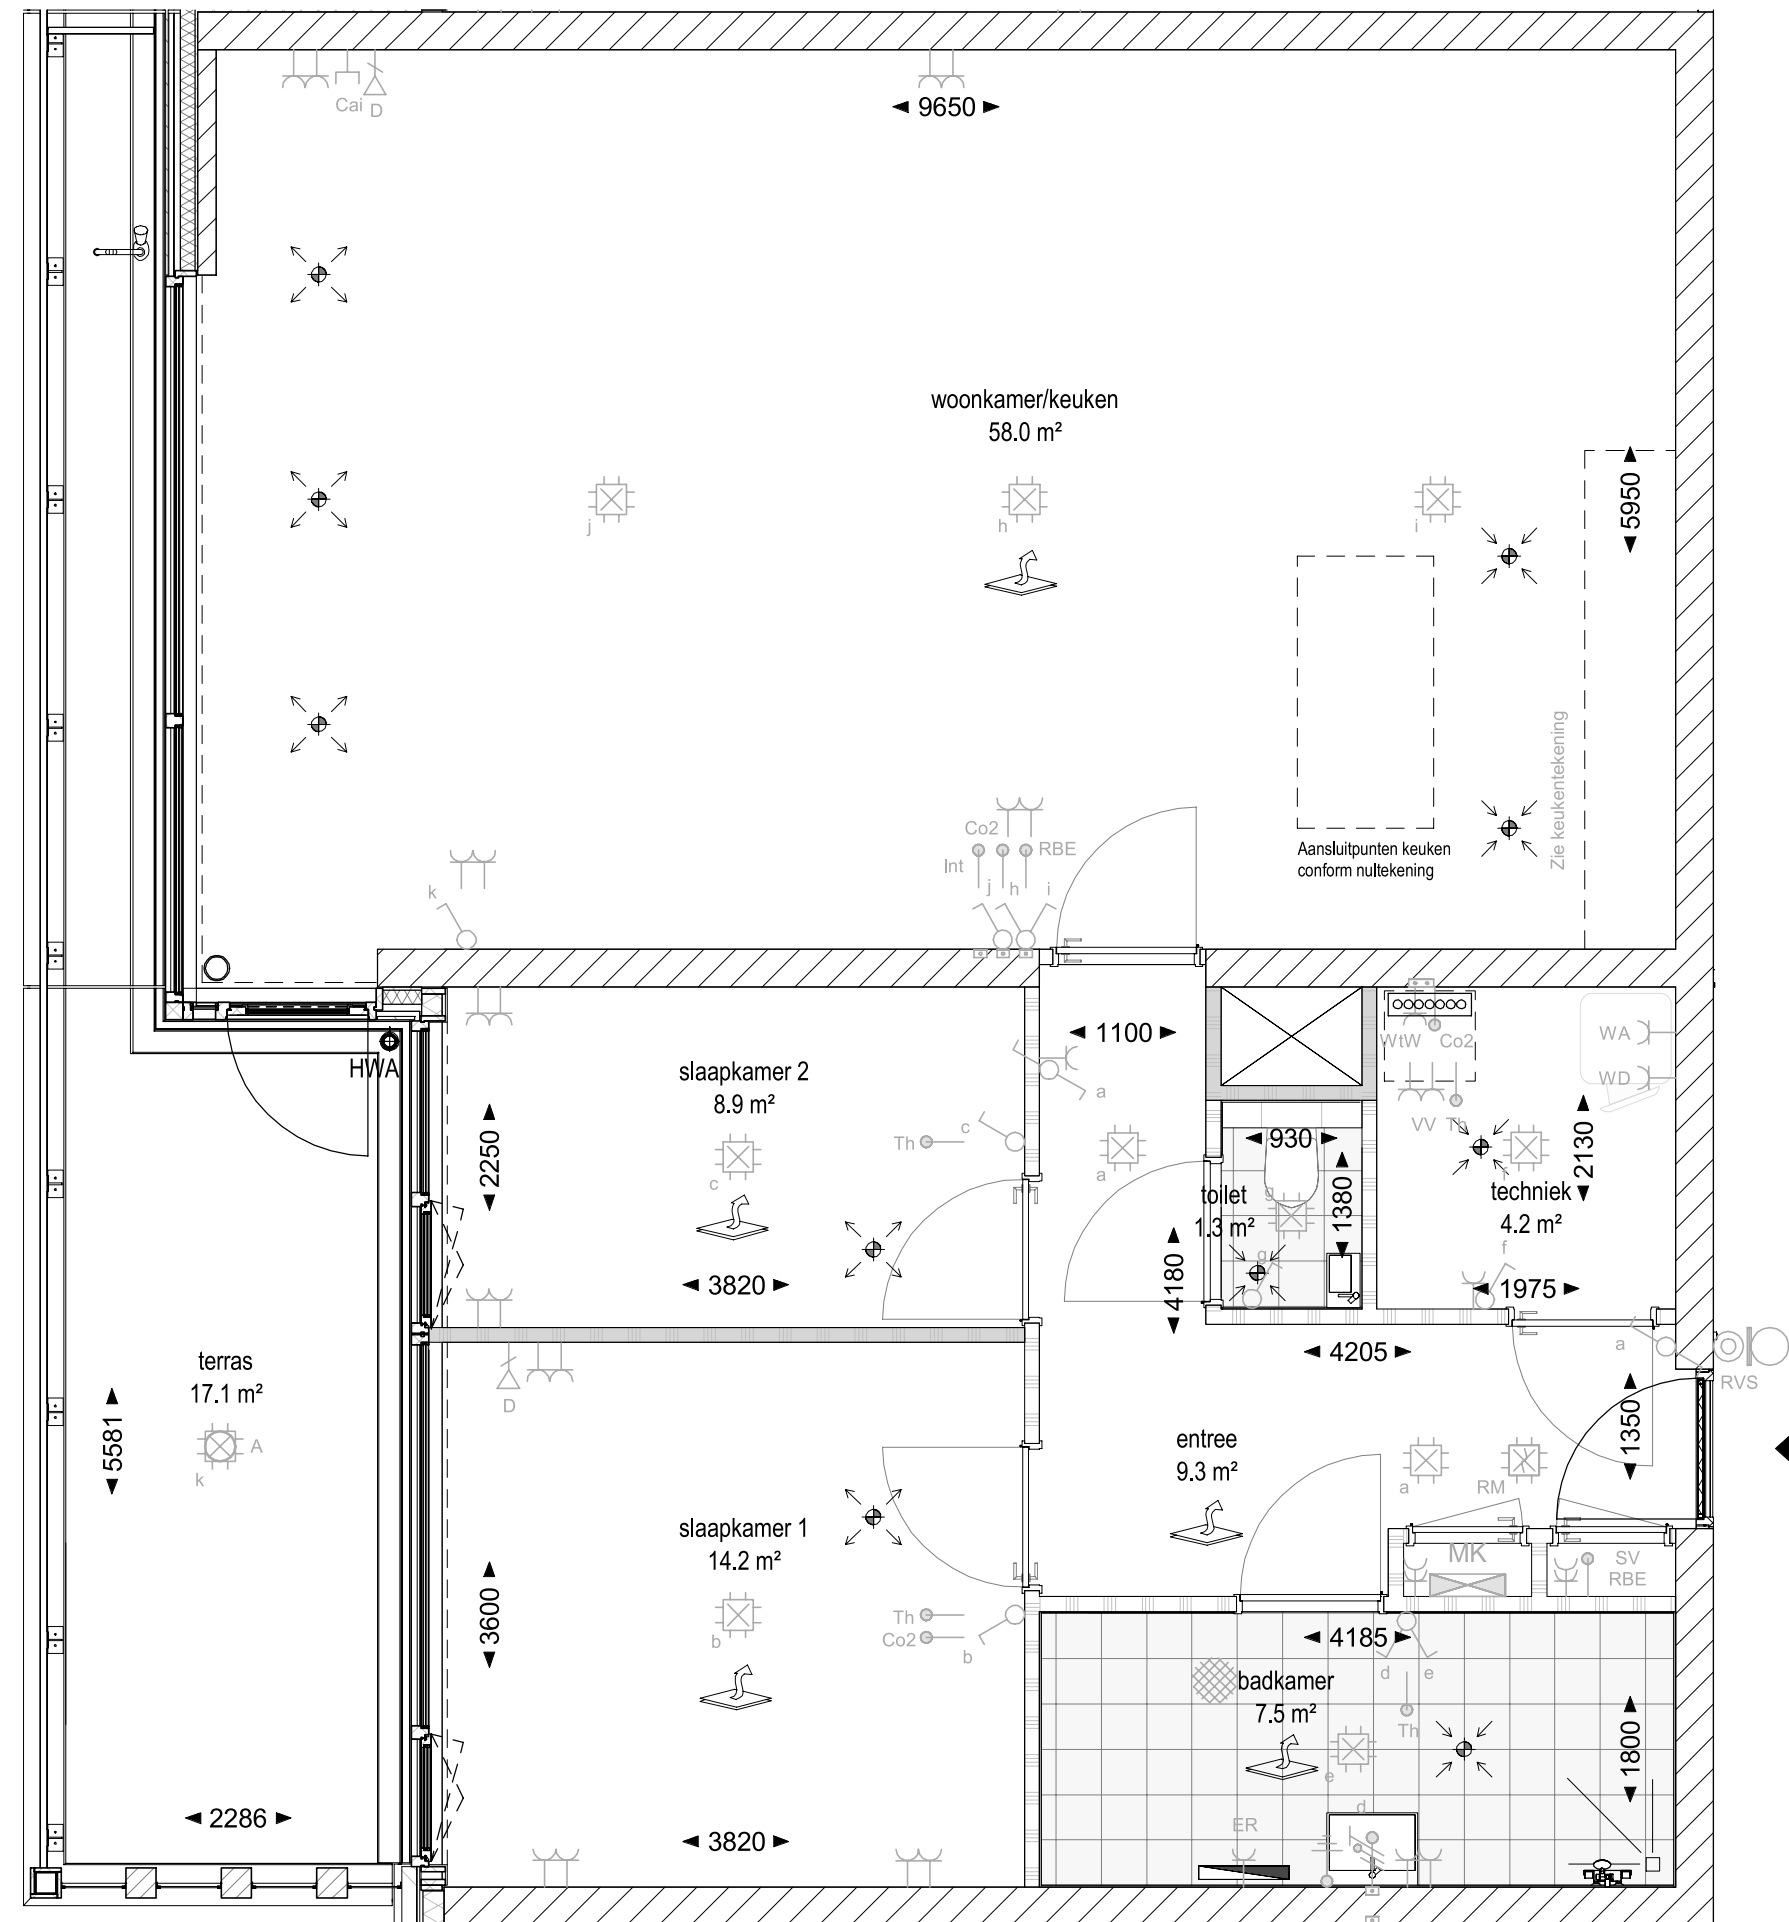 Cai
D
9650
woonkamer/keuken
58.0 m²
j
h
i
5950
Zie keukentekening
Aansluitpunten keuken
conform nultekening
Co2
RBE
Int
j
h
i
k
HWA
1100
WtW
Co2
WA
WD
VV
Th
a
slaapkamer 2
8.9 m²
2250
Th
c
c
a
930
1380
toilet
1.3 m²
g
g
2130
f
techniek
4.2 m²
f
1975
4180
3820
4205
a
RVS
D
terras
17.1 m²
A
k
5581
entree
9.3 m²
1350
a
RM
slaapkamer 1
14.2 m²
3600
Th
Co2
b
b
MK
SV
RBE
4185
d
e
badkamer
7.5 m²
Th
1800
e
d
ER
2286
3820